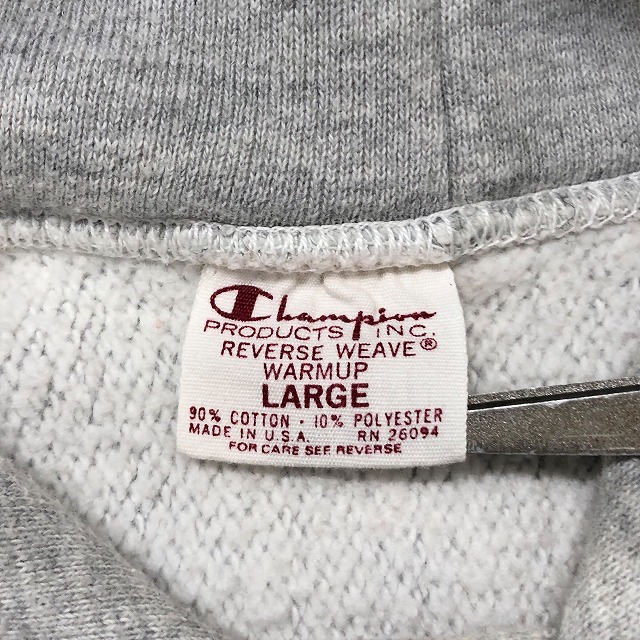 Champion
PRODUCTS INC.
REVERSE WEAVE®
WARMUP
LARGE
90% COTTON · 10% POLYESTER
MADE IN U.S.A. RN 26094
FOR CARE SEE REVERSE